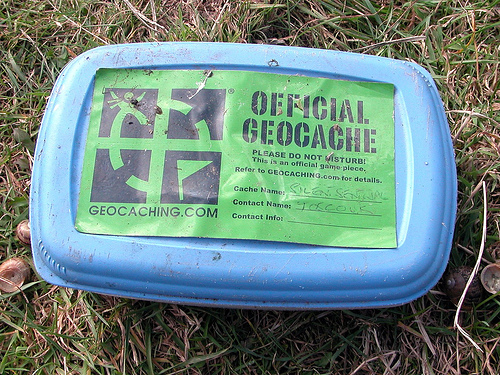 OFFICIAL
GEOCACHE
PLEASE DO NOT DISTURB!
This is an official game piece.
Refer to GEOCACHING.com for details.
Cache Name:
Contact Name:
Contact Info:
GEOCACHING.COM